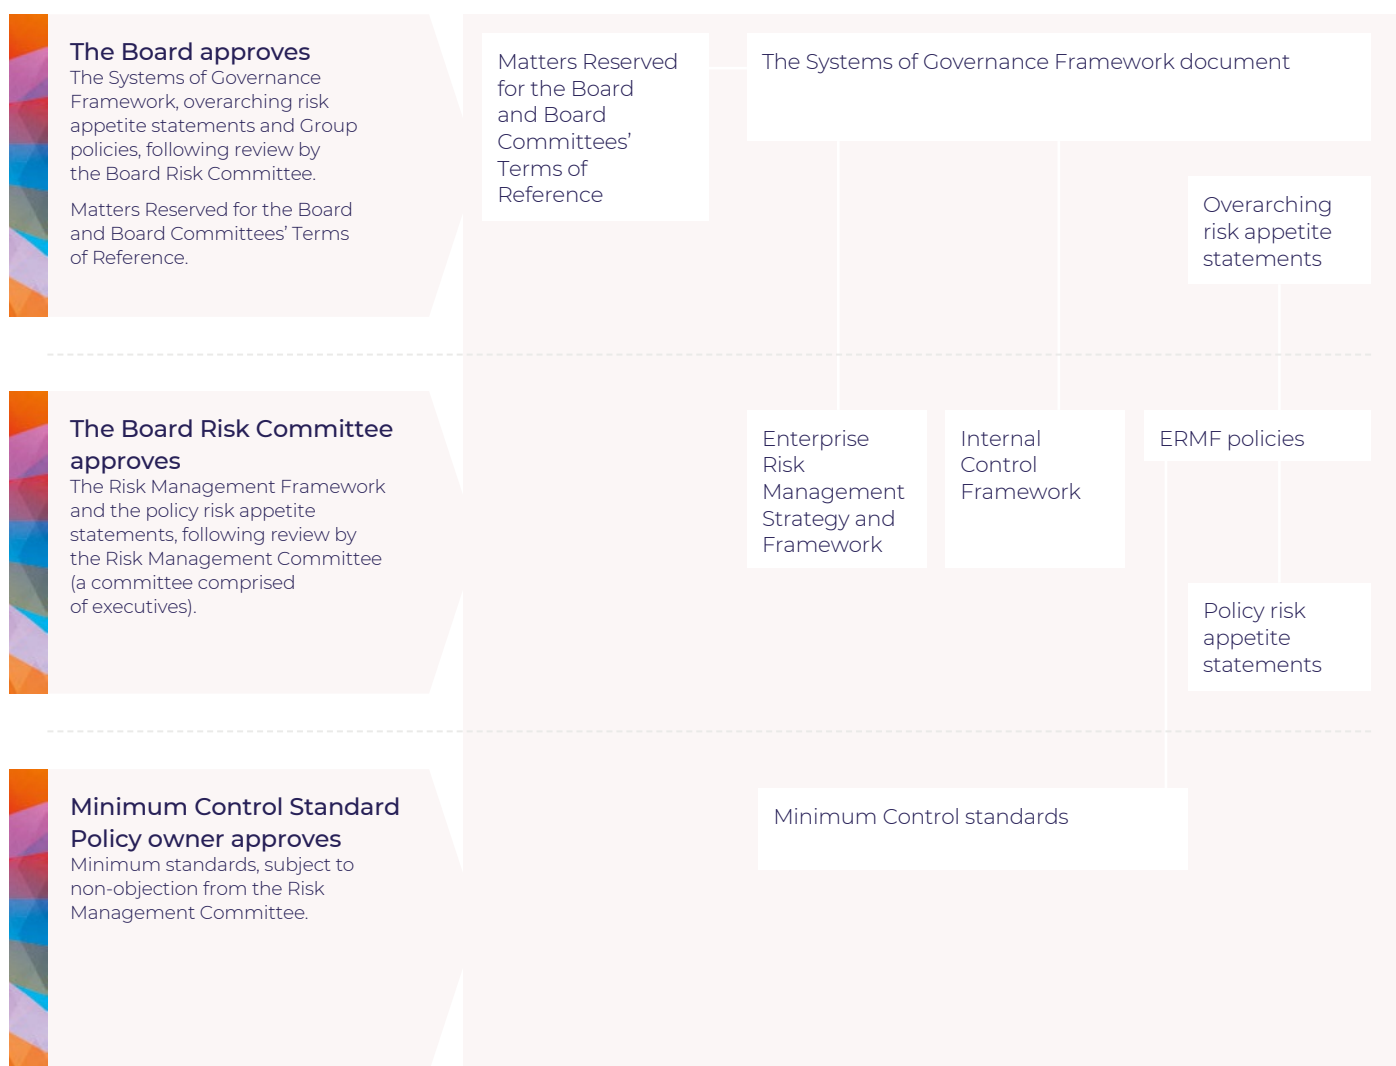 The Board approves
The Systems of Governance
Framework, overarching risk
appetite statements and Group
policies, following review by
the Board Risk Committee.
Matters Reserved for the Board
and Board Committees’ Terms
of Reference.
Matters Reserved
for the Board
and Board
Committees’
Terms of
Reference
The Systems of Governance Framework document
Overarching
risk appetite
statements
The Board Risk Committee
approves
The Risk Management Framework
and the policy risk appetite
statements, following review by
the Risk Management Committee
(a committee comprised
of executives).
Enterprise
Risk
Management
Strategy and
Framework
Internal
Control
Framework
ERMF policies
Policy risk
appetite
statements
Minimum Control Standard
Policy owner approves
Minimum standards, subject to
non-objection from the Risk
Management Committee.
Minimum Control standards